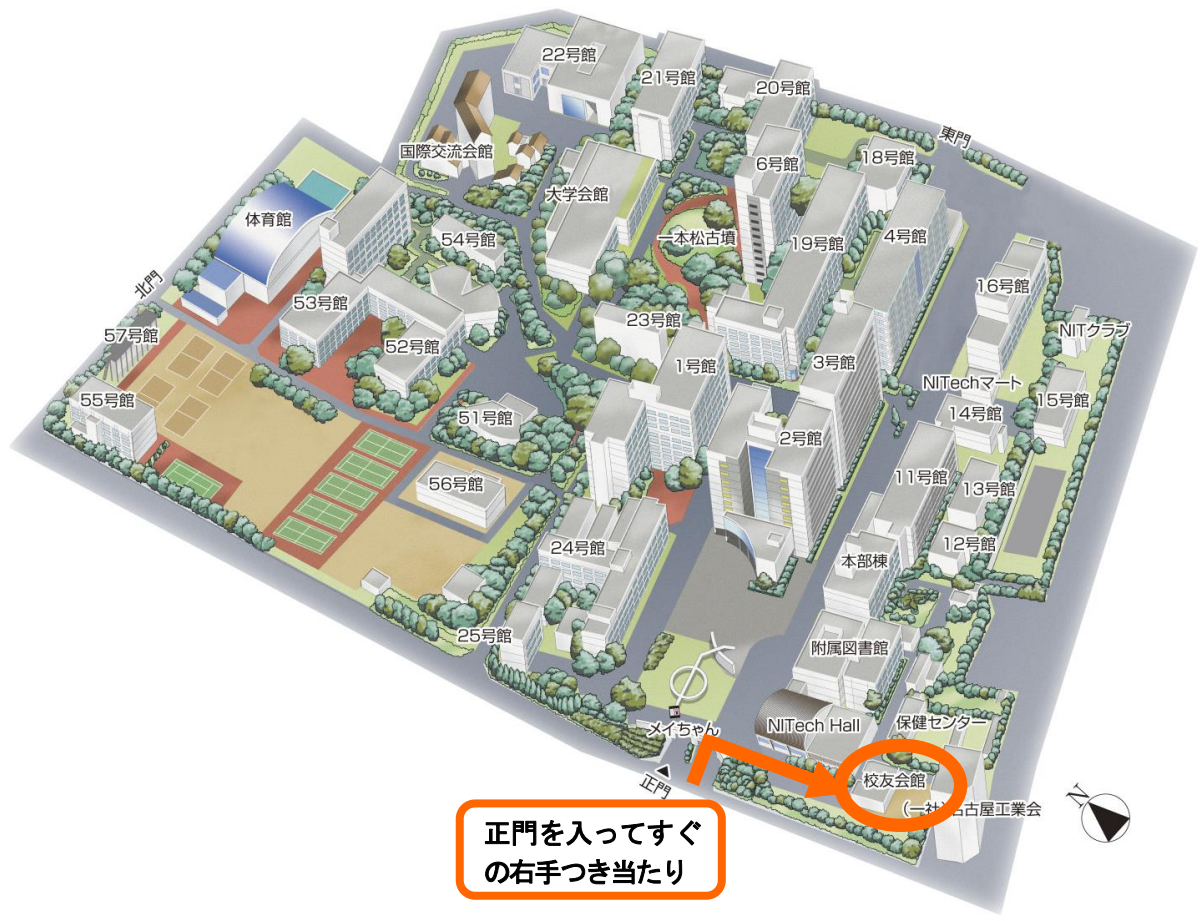 22号館
21号館
20号館
東門
国際交流会館
6号館
18号館
大学会館
体育館
54号館
一本松古墳
19号館
4号館
北門
16号館
53号館
23号館
57号館
52号館
NITクラブ
1号館
3号館
NITechマート
55号館
51号館
14号館
15号館
2号館
56号館
11号館
13号館
24号館
12号館
本部棟
25号館
附属図書館
メイちゃん
NITech Hall
保健センター
正門
校友会館
(一社)名古屋工業会
N
正門を入ってすぐ
の右手つき当たり